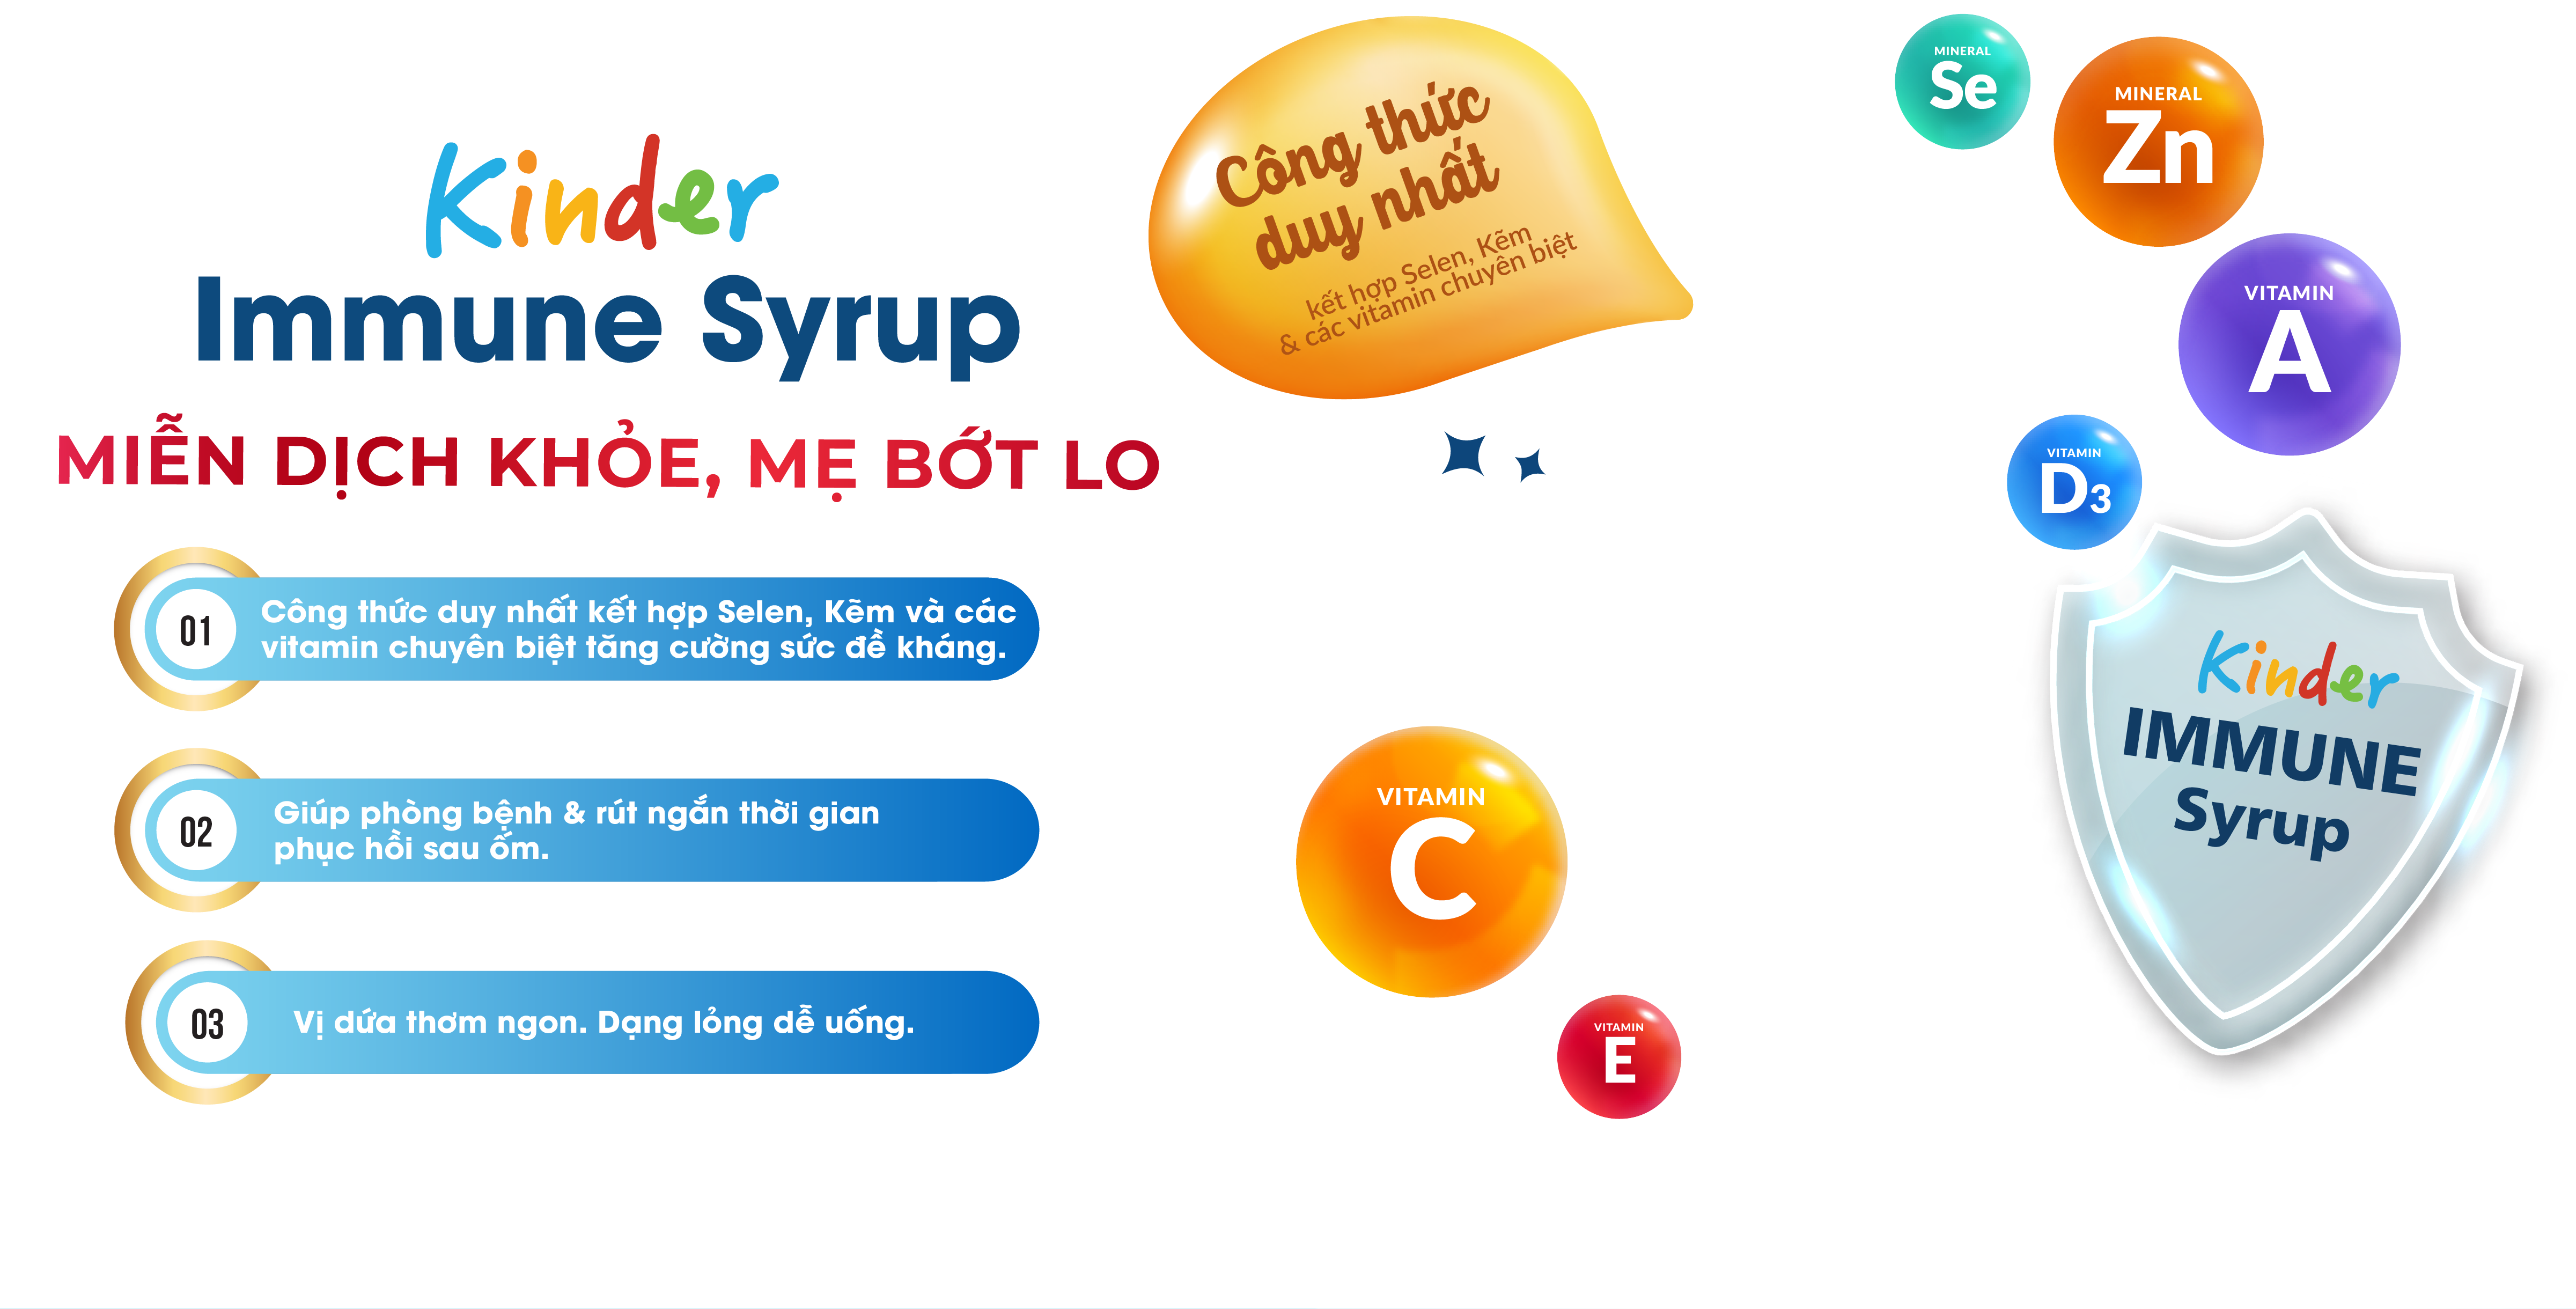 Kinder
Immune Syrup
MIỄN DỊCH KHỎE, MẸ BỚT LO
01
Công thức duy nhất kết hợp Selen, Kẽm và các
vitamin chuyên biệt tăng cường sức đề kháng.
02
Giúp phòng bệnh & rút ngắn thời gian
phục hồi sau ốm.
03
Vị dứa thơm ngon. Dạng lỏng dễ uống.
Công thức
duy nhất
kết hợp Selen, Kẽm
& các vitamin chuyên biệt
MINERAL
Se
MINERAL
Zn
VITAMIN
A
VITAMIN
D3
VITAMIN
C
VITAMIN
E
Kinder
IMMUNE
Syrup